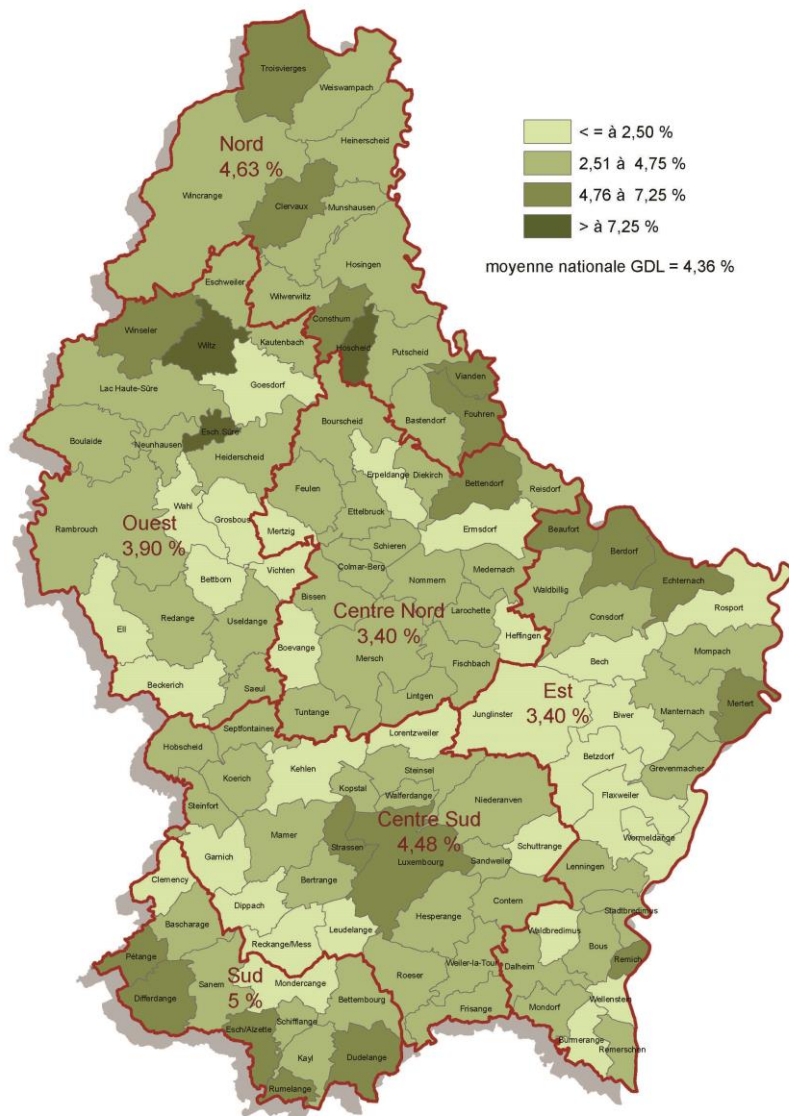 Troisvierges
Weiswampach
Nord
4,63 %
Heinerscheid
Wincrange
Clervaux
Munshausen
Hosingen
Eschweiler
Wilwerwiltz
< = à 2,50 %
2,51 à 4,75 %
4,76 à 7,25 %
> à 7,25 %
moyenne nationale GDL = 4,36 %
Winseler
Wiltz
Consthum
Hoscheid
Kautenbach
Putscheid
Goesdorf
Lac Haute-Sûre
Vianden
Fouhren
Bastendorf
Bourscheid
Esch Sûre
Boulaide
Neunhausen
Heiderscheid
Erpeldange
Diekirch
Bettendorf
Reisdorf
Feulen
Wahl
Grosbous
Ettelbruck
Rambrouch
Ouest
3,90 %
Mertzig
Ermsdorf
Beaufort
Berdorf
Schieren
Colmar-Berg
Vichten
Bettborn
Nommern
Medernach
Waldbillig
Echternach
Rosport
Bissen
Centre Nord
3,40 %
Larochette
Consdorf
Ell
Redange
Useldange
Boevange
Mersch
Heffingen
Fischbach
Bech
Mompach
Beckerich
Saeul
Lintgen
Tuntange
Est
3,40 %
Junglinster
Biwer
Manternach
Mertert
Septfontaines
Hobscheid
Lorentzweiler
Betzdorf
Grevenmacher
Koerich
Kehlen
Steinsel
Kopstal
Walferdange
Niederanven
Flaxweiler
Steinfort
Centre Sud
4,48 %
Wormeldange
Mamer
Strassen
Luxembourg
Sandweiler
Schuttrange
Garnich
Bertrange
Lenningen
Clemency
Dippach
Contern
Stadtbredimus
Bascharage
Hesperange
Leudelange
Reckange/Mess
Waldbredimus
Bous
Pétange
Sud
5 %
Mondercange
Roeser
Weiler-la-Tour
Dalheim
Remich
Sanem
Differdange
Bettembourg
Wellenstein
Schifflange
Esch/Alzette
Frisange
Mondorf
Burmerange
Remerschen
Kayl
Dudelange
Rumelange